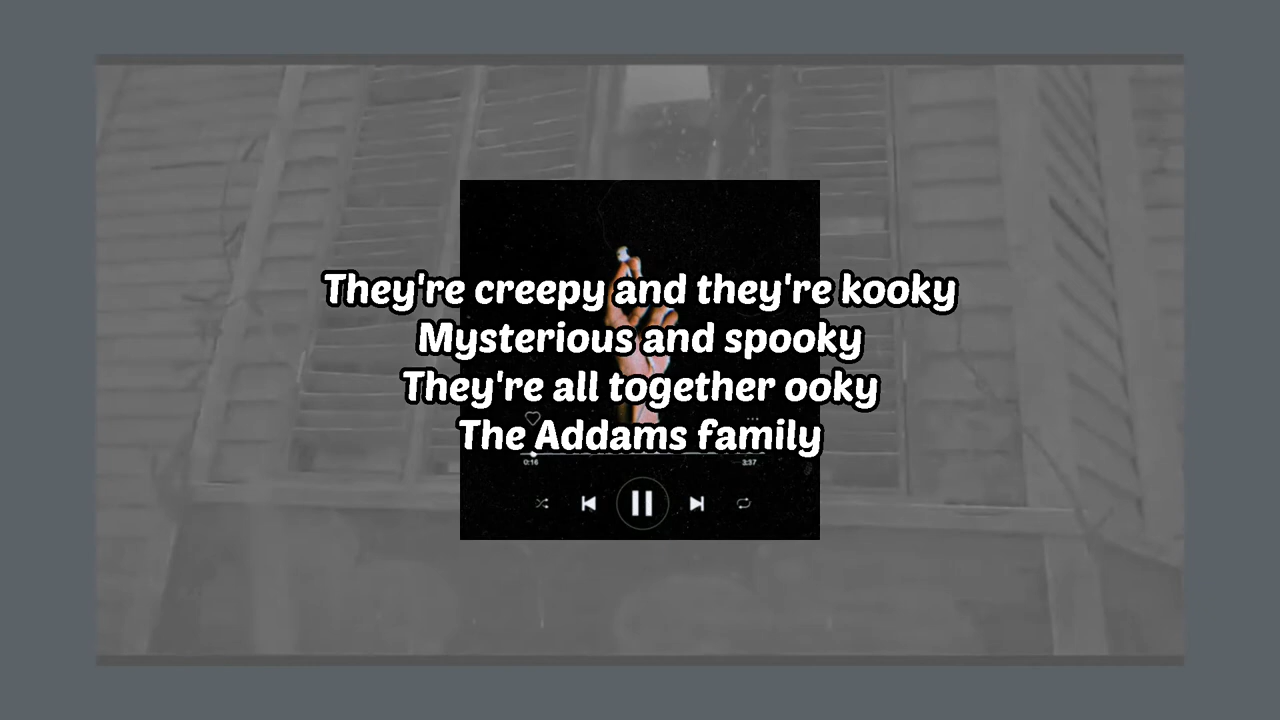 They're creepy and they're kooky
Mysterious and spooky
They're all together ooky
The Addams family
0:16
3:37